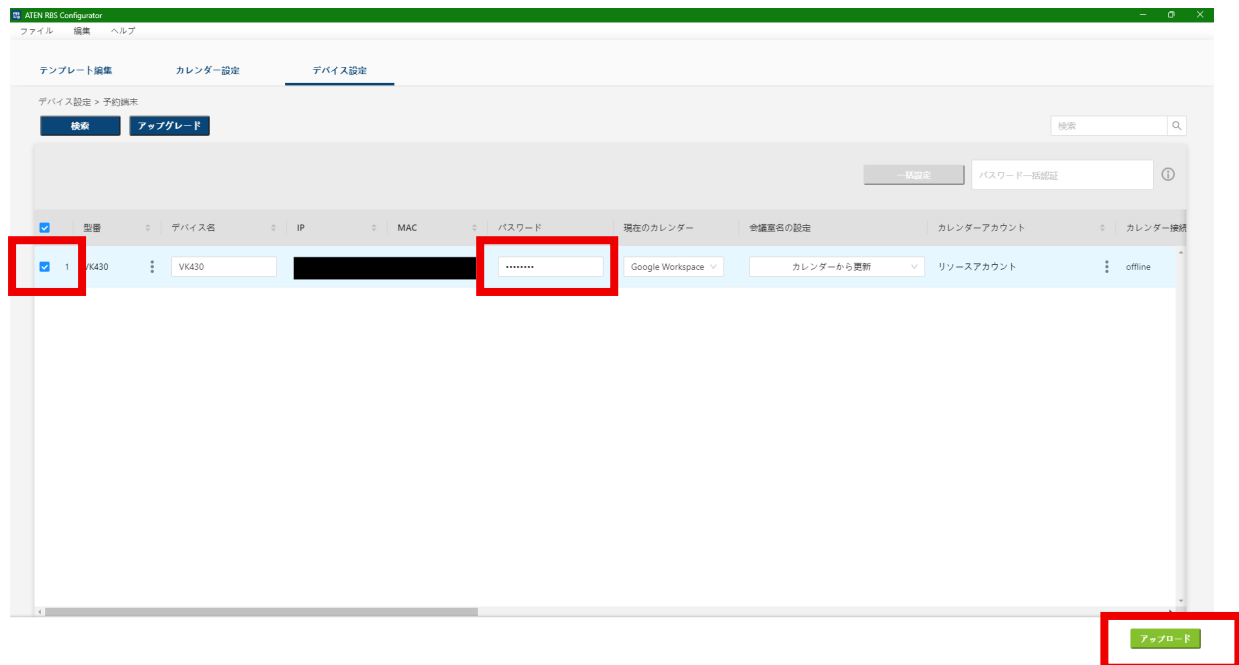 ATEN RBS Configurator
ファイル 編集 ヘルプ
テンプレート編集 カレンダー設定 デバイス設定
デバイス設定 > 予約端末
検索 アップグレード 検索
一括設定 パスワード一括認証
型番 デバイス名 IP MAC パスワード 現在のカレンダー 会議室名の設定 カレンダーアカウント カレンダー接続
1 VK430 VK430 •••••••• Google Workspace カレンダーから更新 リソースアカウント offline
アップロード